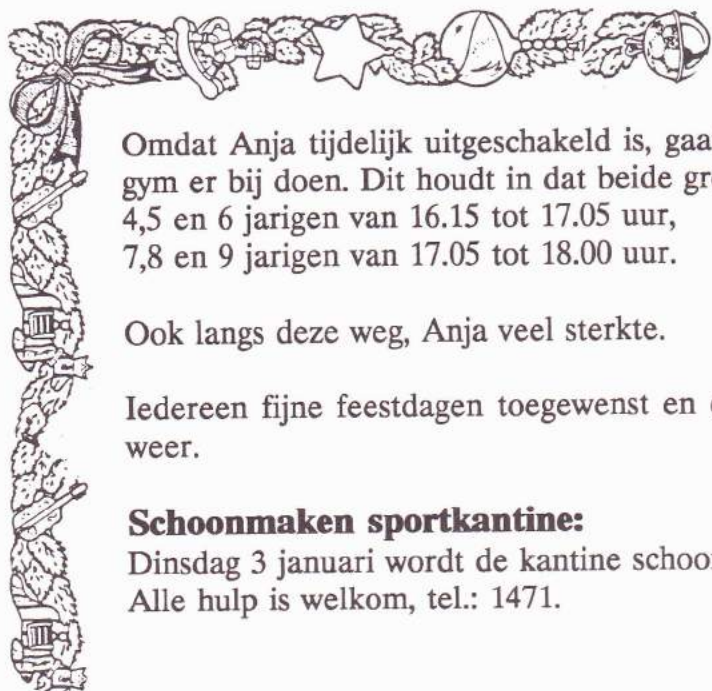 Omdat Anja tijdelijk uitgeschakeld is,
gym er bij doen. Dit houdt in dat beide
4,5 en 6 jarigen van 16.15 tot 17.05 uur,
7,8 en 9 jarigen van 17.05 tot 18.00 uur.
Ook langs deze weg, Anja veel sterkte.
Iedereen fijne feestdagen toegewenst en
weer.
Schoonmaken sportkantine:
Dinsdag 3 januari wordt de kantine
Alle hulp is welkom, tel.: 1471.